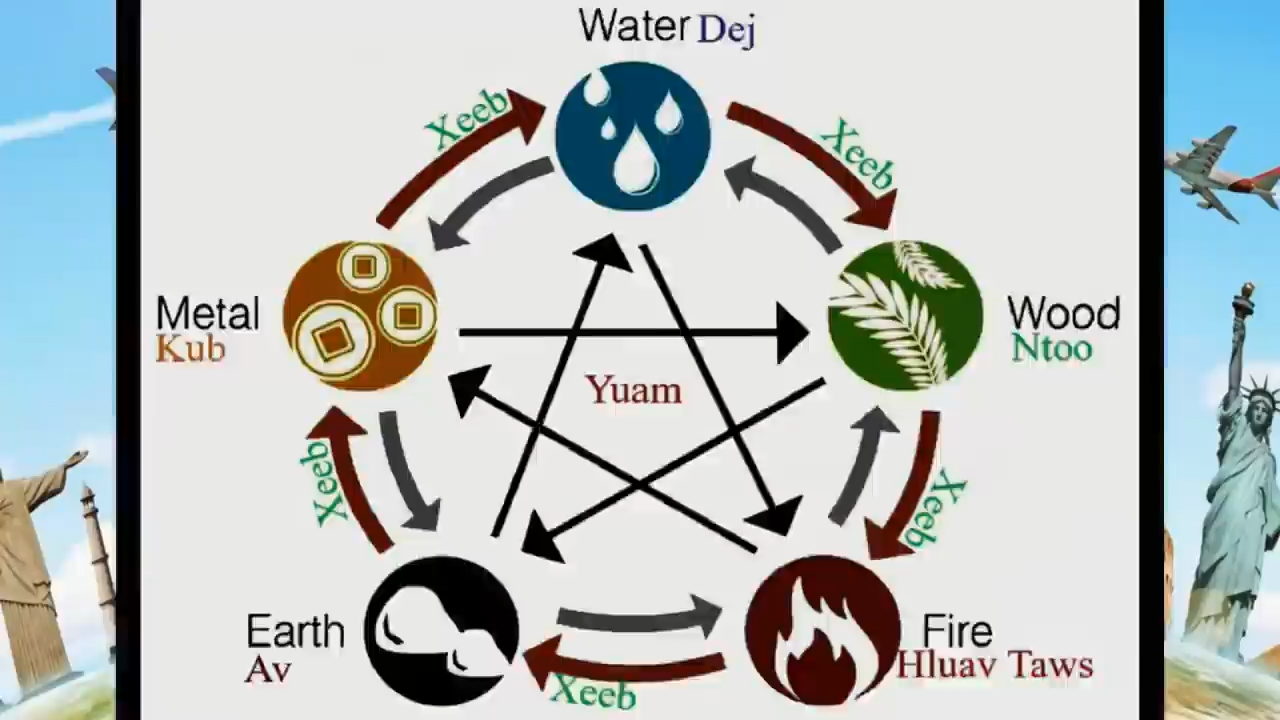 Water Dej
Xeeb
Xeeb
Metal
Kub
Wood
Ntoo
Yuam
Xeeb
Xeeb
Earth
Av
Fire
Hluav Taws
Xeeb